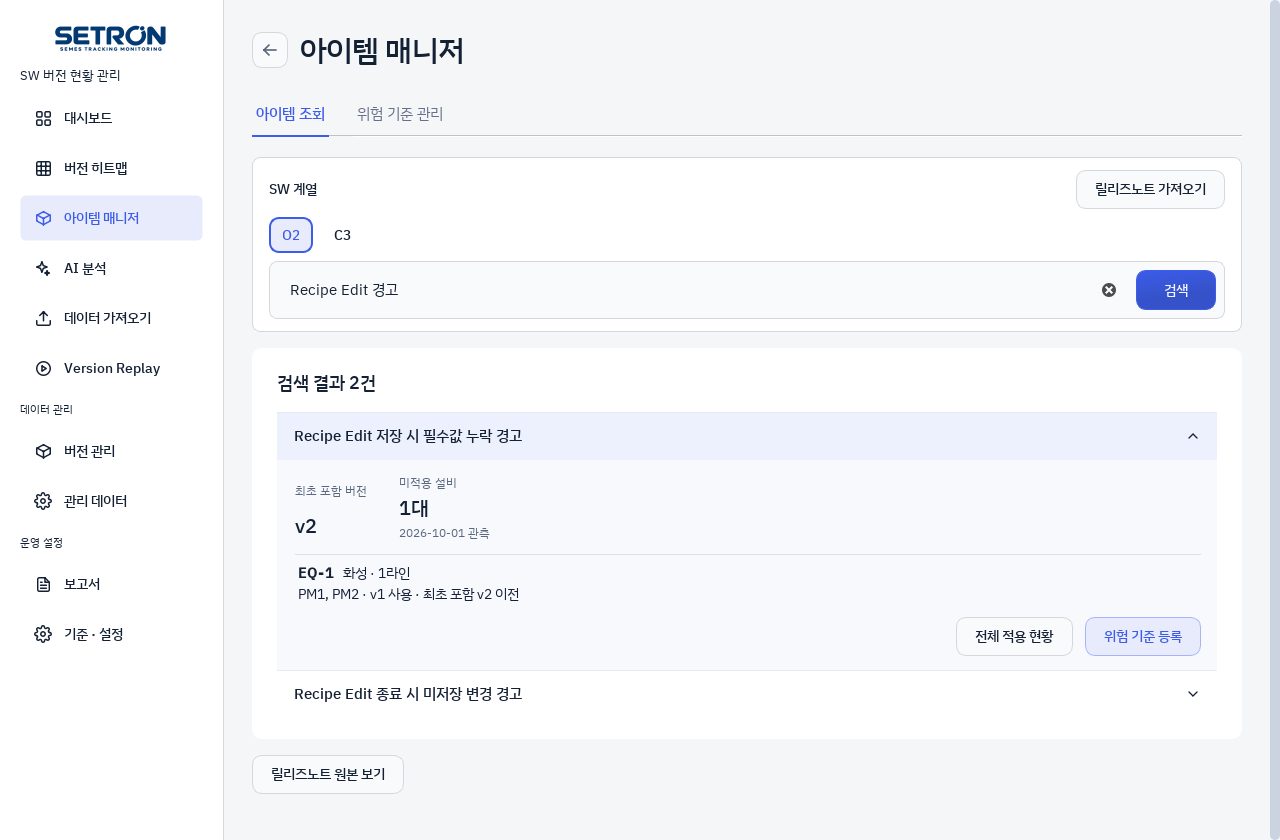 SETRON
SEMES TRACKING MONITORING
SW 버전 현황 관리
대시보드
버전 히트맵
아이템 매니저
AI 분석
데이터 가져오기
Version Replay
데이터 관리
버전 관리
관리 데이터
운영 설정
보고서
기준 · 설정
아이템 매니저
아이템 조회
위험 기준 관리
SW 계열
릴리즈노트 가져오기
O2
C3
Recipe Edit 경고
검색
검색 결과 2건
Recipe Edit 저장 시 필수값 누락 경고
최초 포함 버전
v2
미적용 설비
1대
2026-10-01 관측
EQ-1 화성 · 1라인
PM1, PM2 · v1 사용 · 최초 포함 v2 이전
전체 적용 현황
위험 기준 등록
Recipe Edit 종료 시 미저장 변경 경고
릴리즈노트 원본 보기